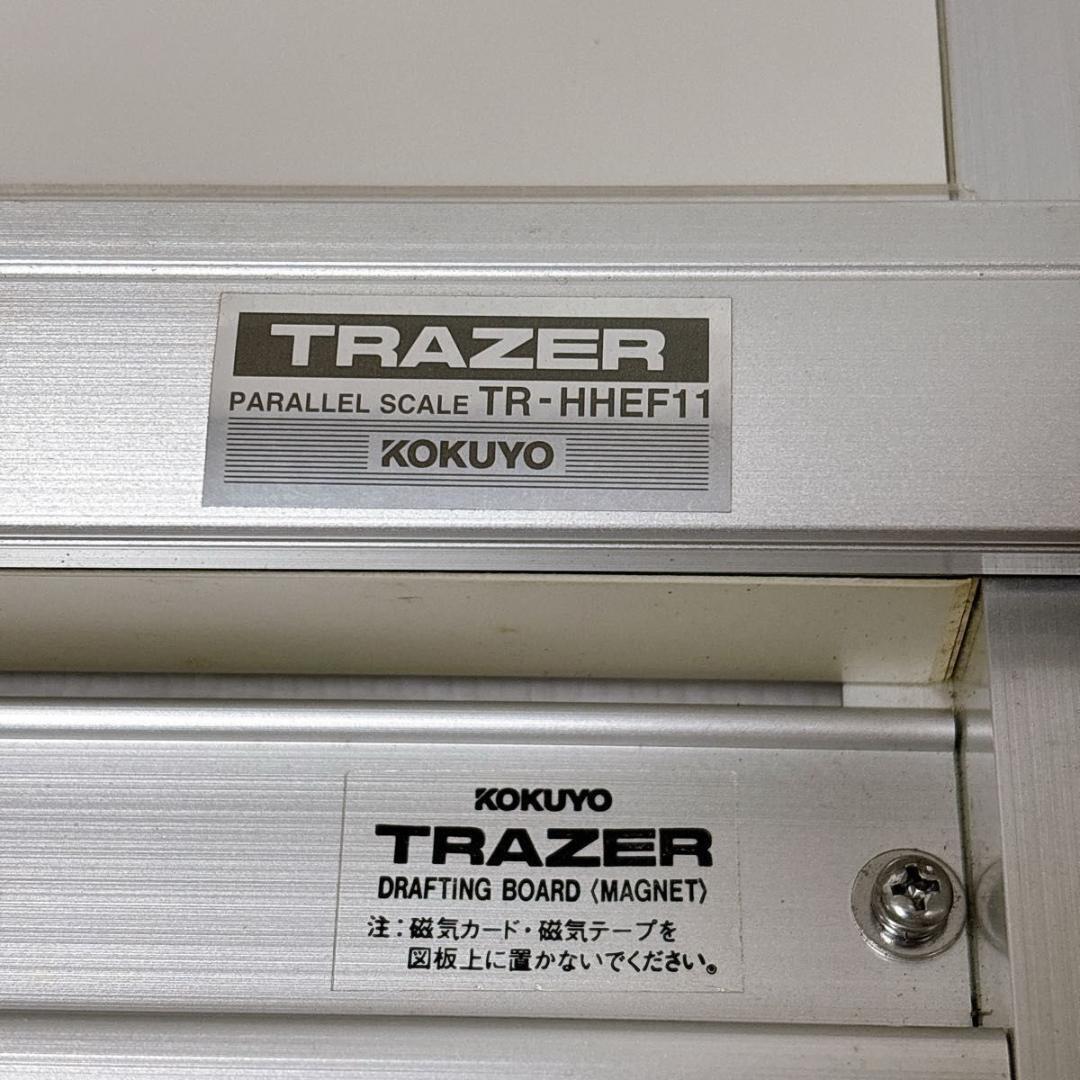 TRAZER
PARALLEL SCALE TR-HHEF11
KOKUYO
KOKUYO
TRAZER
DRAFTING BOARD〈MAGNET〉
注：磁気カード・磁気テープを
図板上に置かないでください。